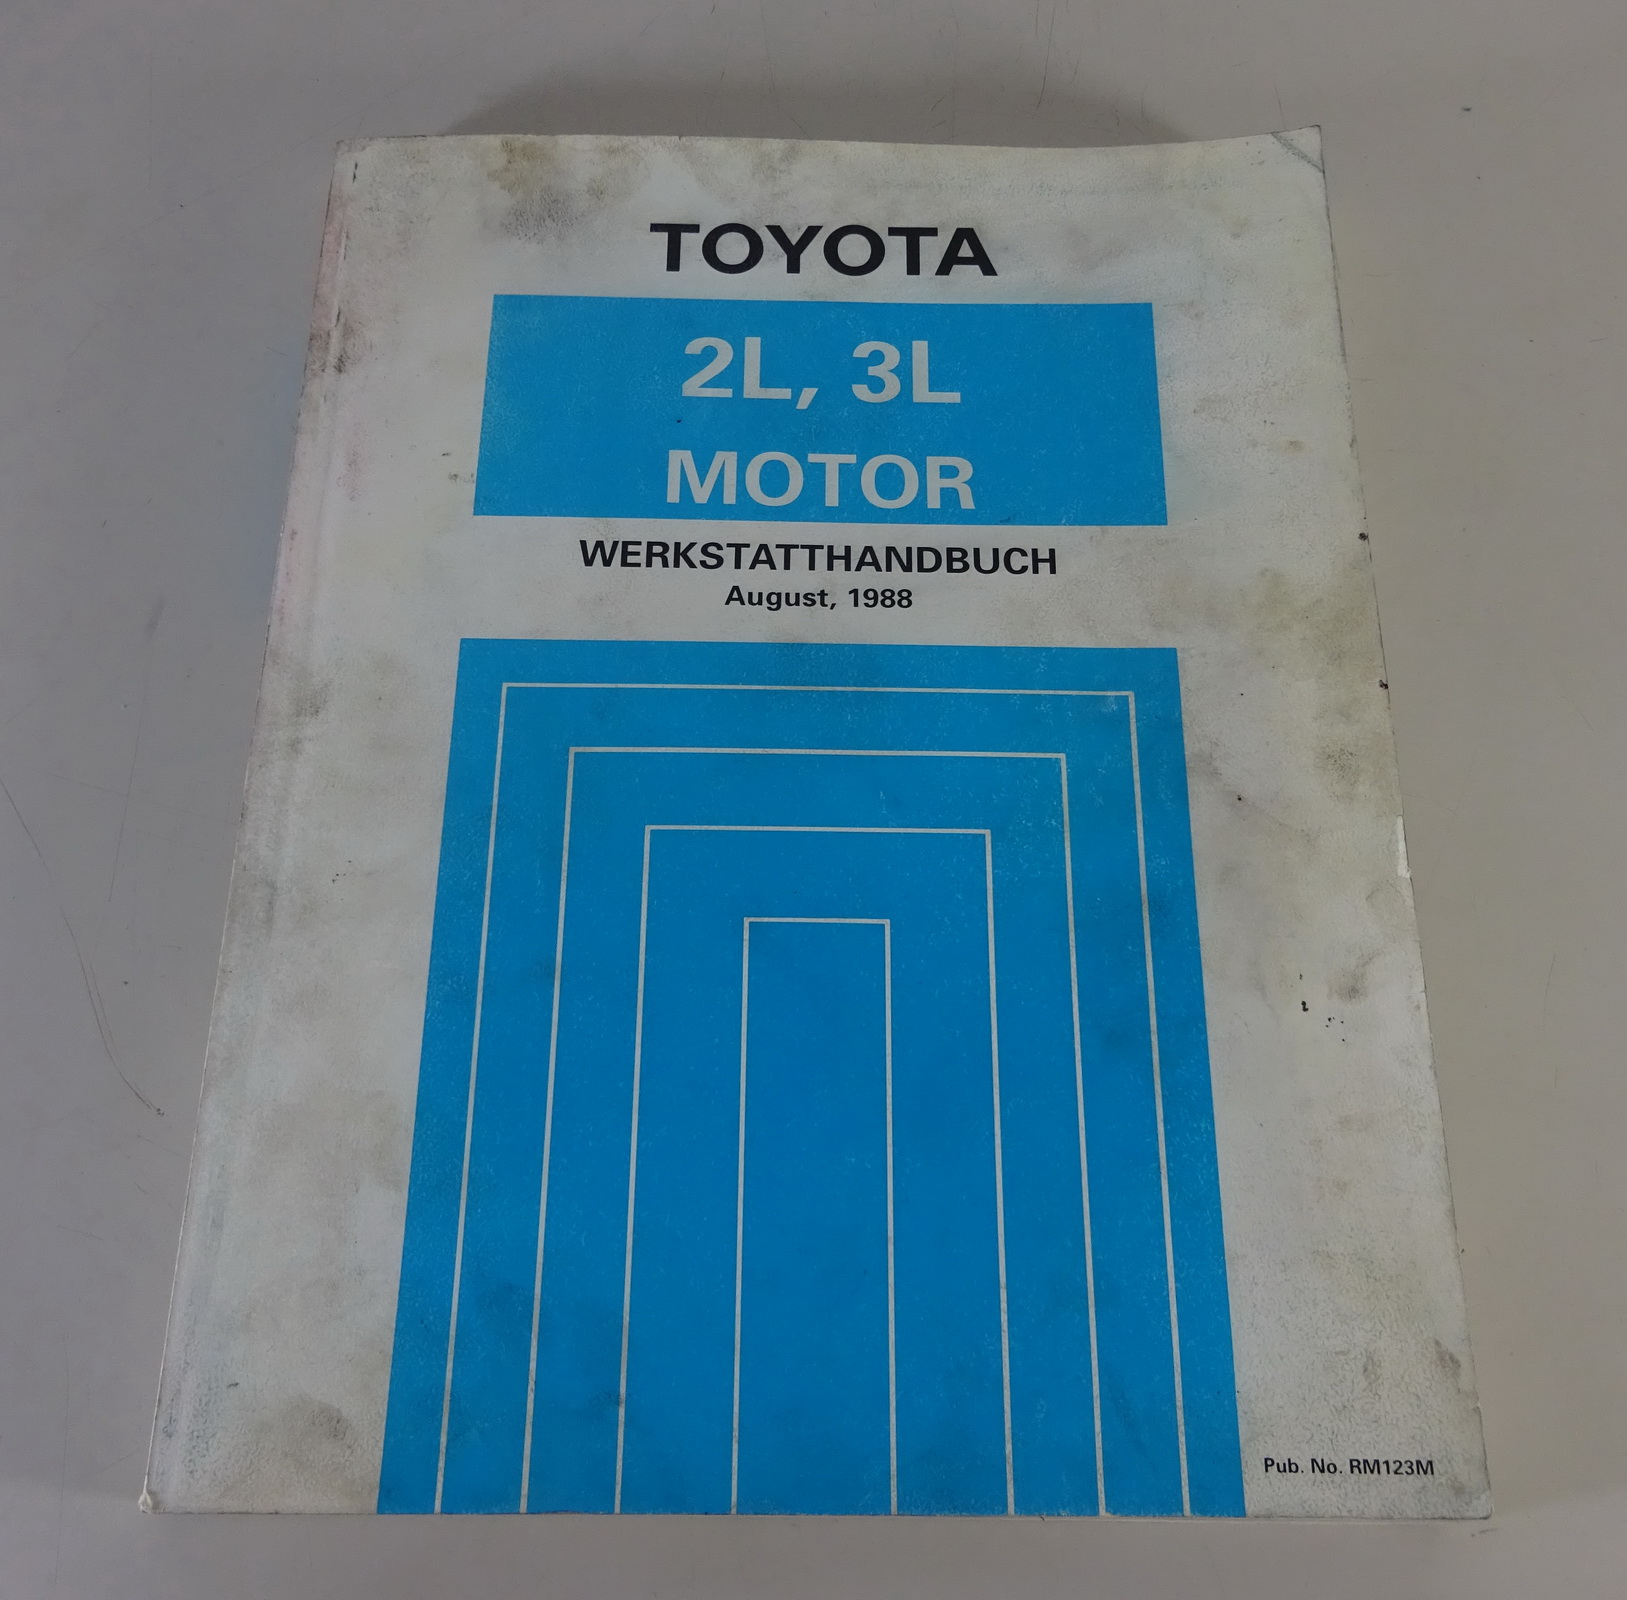 TOYOTA
2L, 3L
MOTOR
WERKSTATTHANDBUCH
August, 1988
Pub. No. RM123M